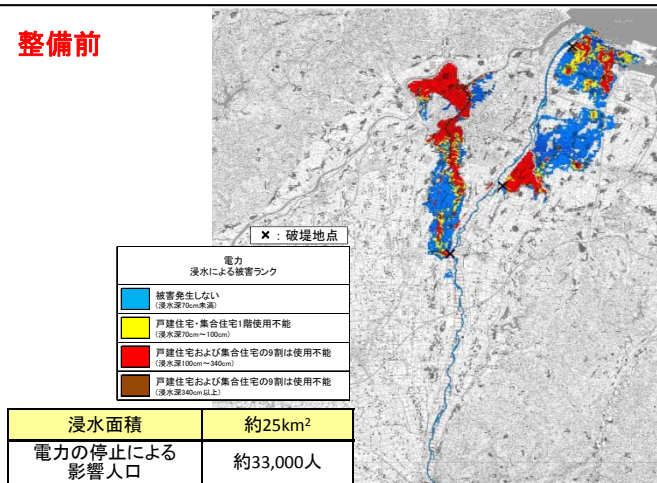 整備前
×：破堤地点
電力
浸水による被害ランク
被害発生しない
(浸水深70cm未満)
戸建住宅・集合住宅1階使用不能
(浸水深70cm～100cm)
戸建住宅および集合住宅の9割は使用不能
(浸水深100cm～340cm)
戸建住宅および集合住宅の9割は使用不能
(浸水深340cm以上)
浸水面積 約25km²
電力の停止による
影響人口 約33,000人